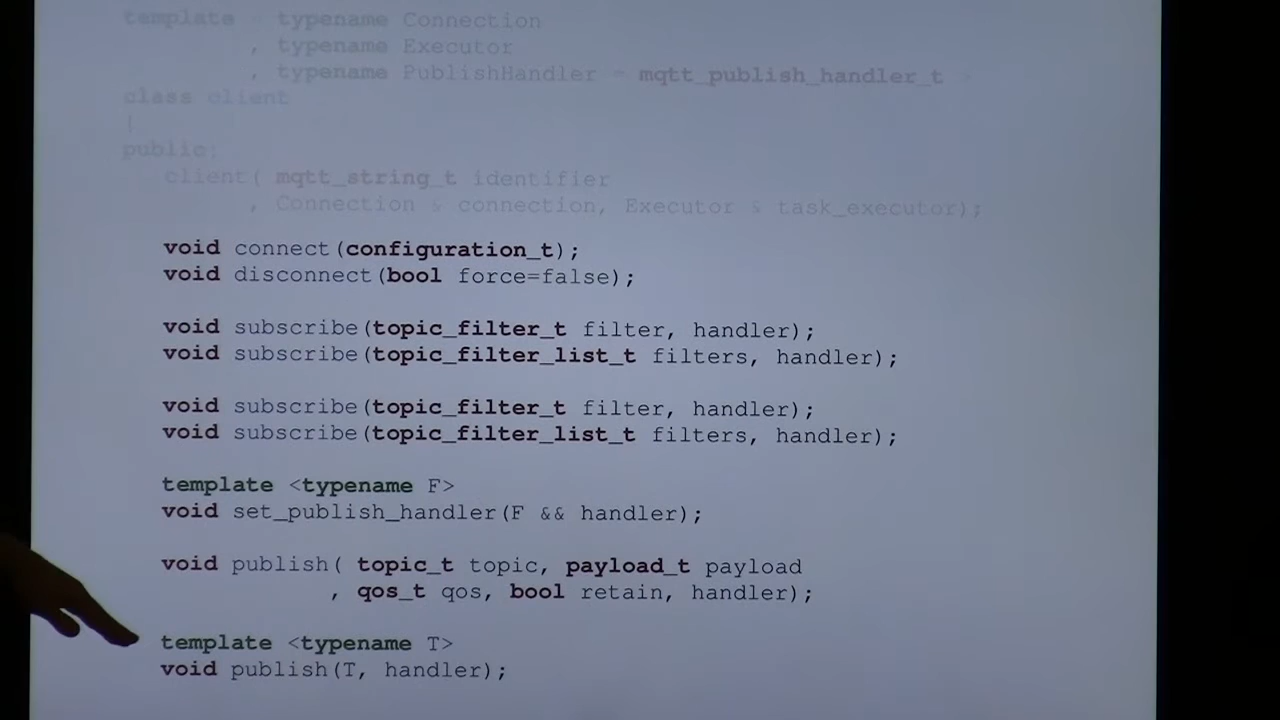 template < typename Connection
, typename Executor
, typename PublishHandler = mqtt_publish_handler_t >
class client
{
public:
client( mqtt_string_t identifier
, Connection & connection, Executor & task_executor);
void connect(configuration_t);
void disconnect(bool force=false);
void subscribe(topic_filter_t filter, handler);
void subscribe(topic_filter_list_t filters, handler);
void subscribe(topic_filter_t filter, handler);
void subscribe(topic_filter_list_t filters, handler);
template <typename F>
void set_publish_handler(F && handler);
void publish( topic_t topic, payload_t payload
, qos_t qos, bool retain, handler);
template <typename T>
void publish(T, handler);